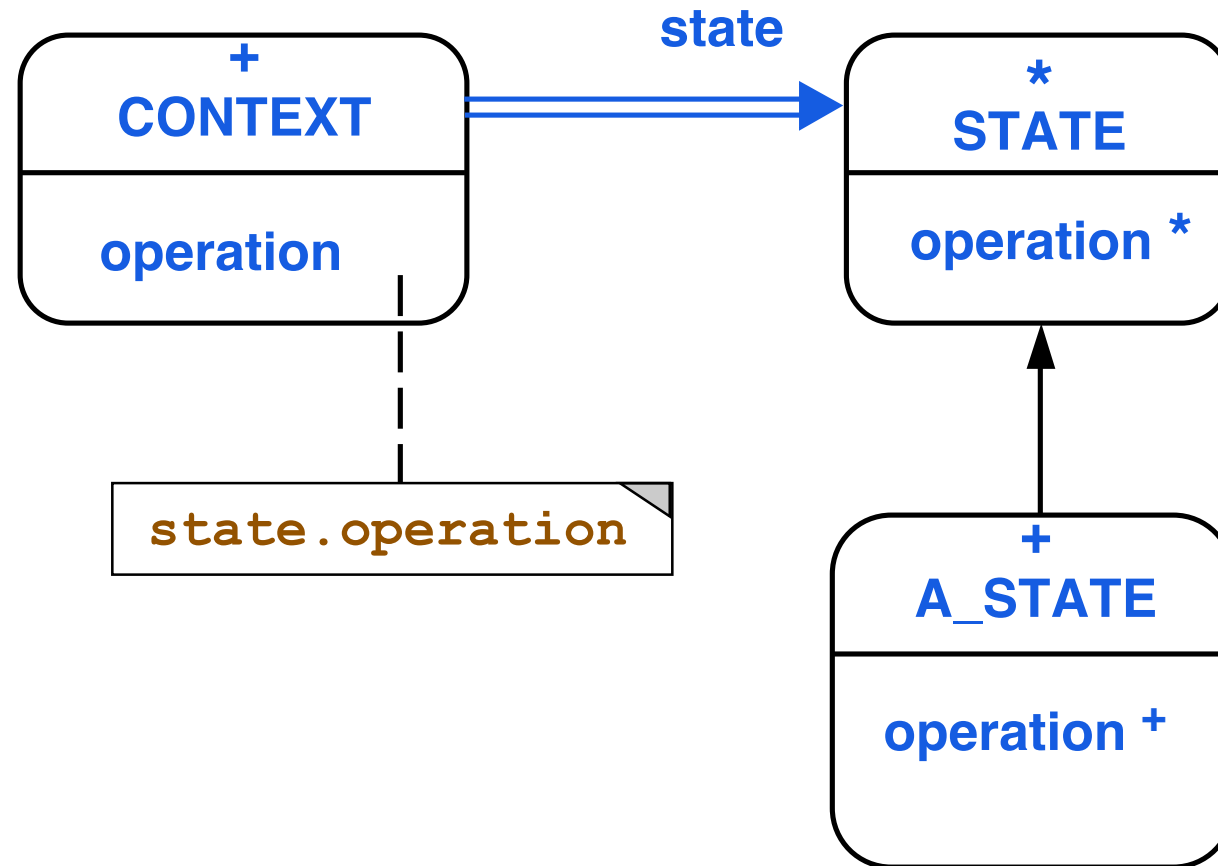 +
CONTEXT
operation
state
*
STATE
operation *
state.operation
+
A_STATE
operation +